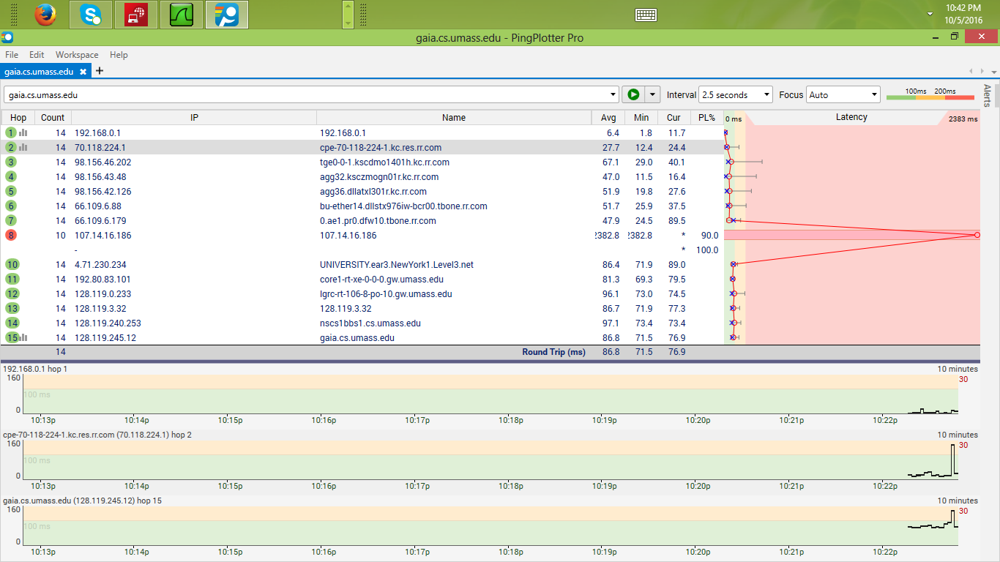 10:42 PM
10/5/2016
gaia.cs.umass.edu - PingPlotter Pro
File Edit Workspace Help
gaia.cs.umass.edu
gaia.cs.umass.edu Interval 2.5 seconds Focus Auto 100ms 200ms
Alerts
Hop Count IP Name Avg Min Cur PL% 0 ms Latency 2383 ms
1 14 192.168.0.1 192.168.0.1 6.4 1.8 11.7
2 14 70.118.224.1 cpe-70-118-224-1.kc.res.rr.com 27.7 12.4 24.4
3 14 98.156.46.202 tge0-0-1.kscdmo1401h.kc.rr.com 67.1 29.0 40.1
4 14 98.156.43.48 agg32.ksczmogn01r.kc.rr.com 47.0 11.5 16.4
5 14 98.156.42.126 agg36.dllatxl301r.kc.rr.com 51.9 19.8 27.6
6 14 66.109.6.88 bu-ether14.dllstx976iw-bcr00.tbone.rr.com 51.7 25.9 37.5
7 14 66.109.6.179 0.ae1.pr0.dfw10.tbone.rr.com 47.9 24.5 89.5
8 10 107.14.16.186 107.14.16.186 2382.8 2382.8 * 90.0
- * 100.0
10 14 4.71.230.234 UNIVERSITY.ear3.NewYork1.Level3.net 86.4 71.9 89.0
11 14 192.80.83.101 core1-rt-xe-0-0-0.gw.umass.edu 81.3 69.3 79.5
12 14 128.119.0.233 lgrc-rt-106-8-po-10.gw.umass.edu 96.1 73.0 74.5
13 14 128.119.3.32 128.119.3.32 86.7 71.9 77.3
14 14 128.119.240.253 nscs1bbs1.cs.umass.edu 97.1 73.4 73.4
15 14 128.119.245.12 gaia.cs.umass.edu 86.8 71.5 76.9
14 Round Trip (ms) 86.8 71.5 76.9
192.168.0.1 hop 1 10 minutes
160 30
100 ms
0
10:13p 10:14p 10:15p 10:16p 10:17p 10:18p 10:19p 10:20p 10:21p 10:22p
cpe-70-118-224-1.kc.res.rr.com (70.118.224.1) hop 2 10 minutes
160 30
100 ms
0
10:13p 10:14p 10:15p 10:16p 10:17p 10:18p 10:19p 10:20p 10:21p 10:22p
gaia.cs.umass.edu (128.119.245.12) hop 15 10 minutes
160 30
100 ms
0
10:13p 10:14p 10:15p 10:16p 10:17p 10:18p 10:19p 10:20p 10:21p 10:22p